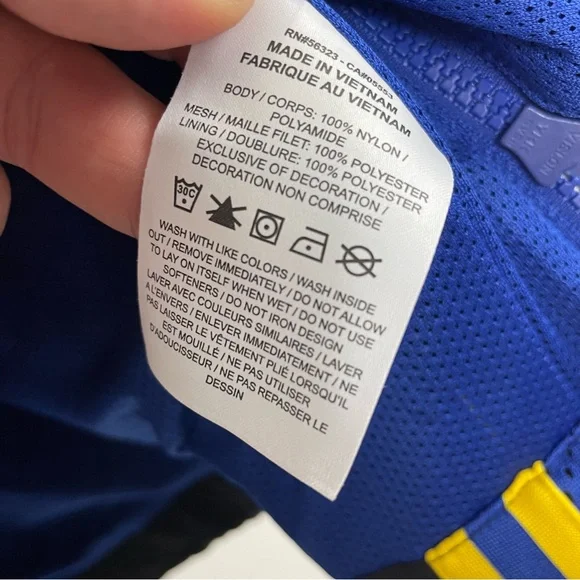 RN#56323 - CA#05553
MADE IN VIETNAM
FABRIQUE AU VIETNAM
BODY / CORPS: 100% NYLON /
POLYAMIDE
MESH / MAILLE FILET: 100% POLYESTER
LINING / DOUBLURE: 100% POLYESTER
EXCLUSIVE OF DECORATION /
DECORATION NON COMPRISE
30C
WASH WITH LIKE COLORS / WASH INSIDE
OUT / REMOVE IMMEDIATELY / DO NOT ALLOW
TO LAY ON ITSELF WHEN WET / DO NOT USE
SOFTENERS / DO NOT IRON DESIGN
LAVER AVEC COULEURS SIMILAIRES / LAVER
A L'ENVERS / ENLEVER IMMEDIATEMENT / NE
PAS LAISSER LE VÊTEMENT PLIÉ LORSQU'IL
EST MOUILLÉ / NE PAS UTILISER
D'ADOUCISSEUR / NE PAS REPASSER LE
DESSIN